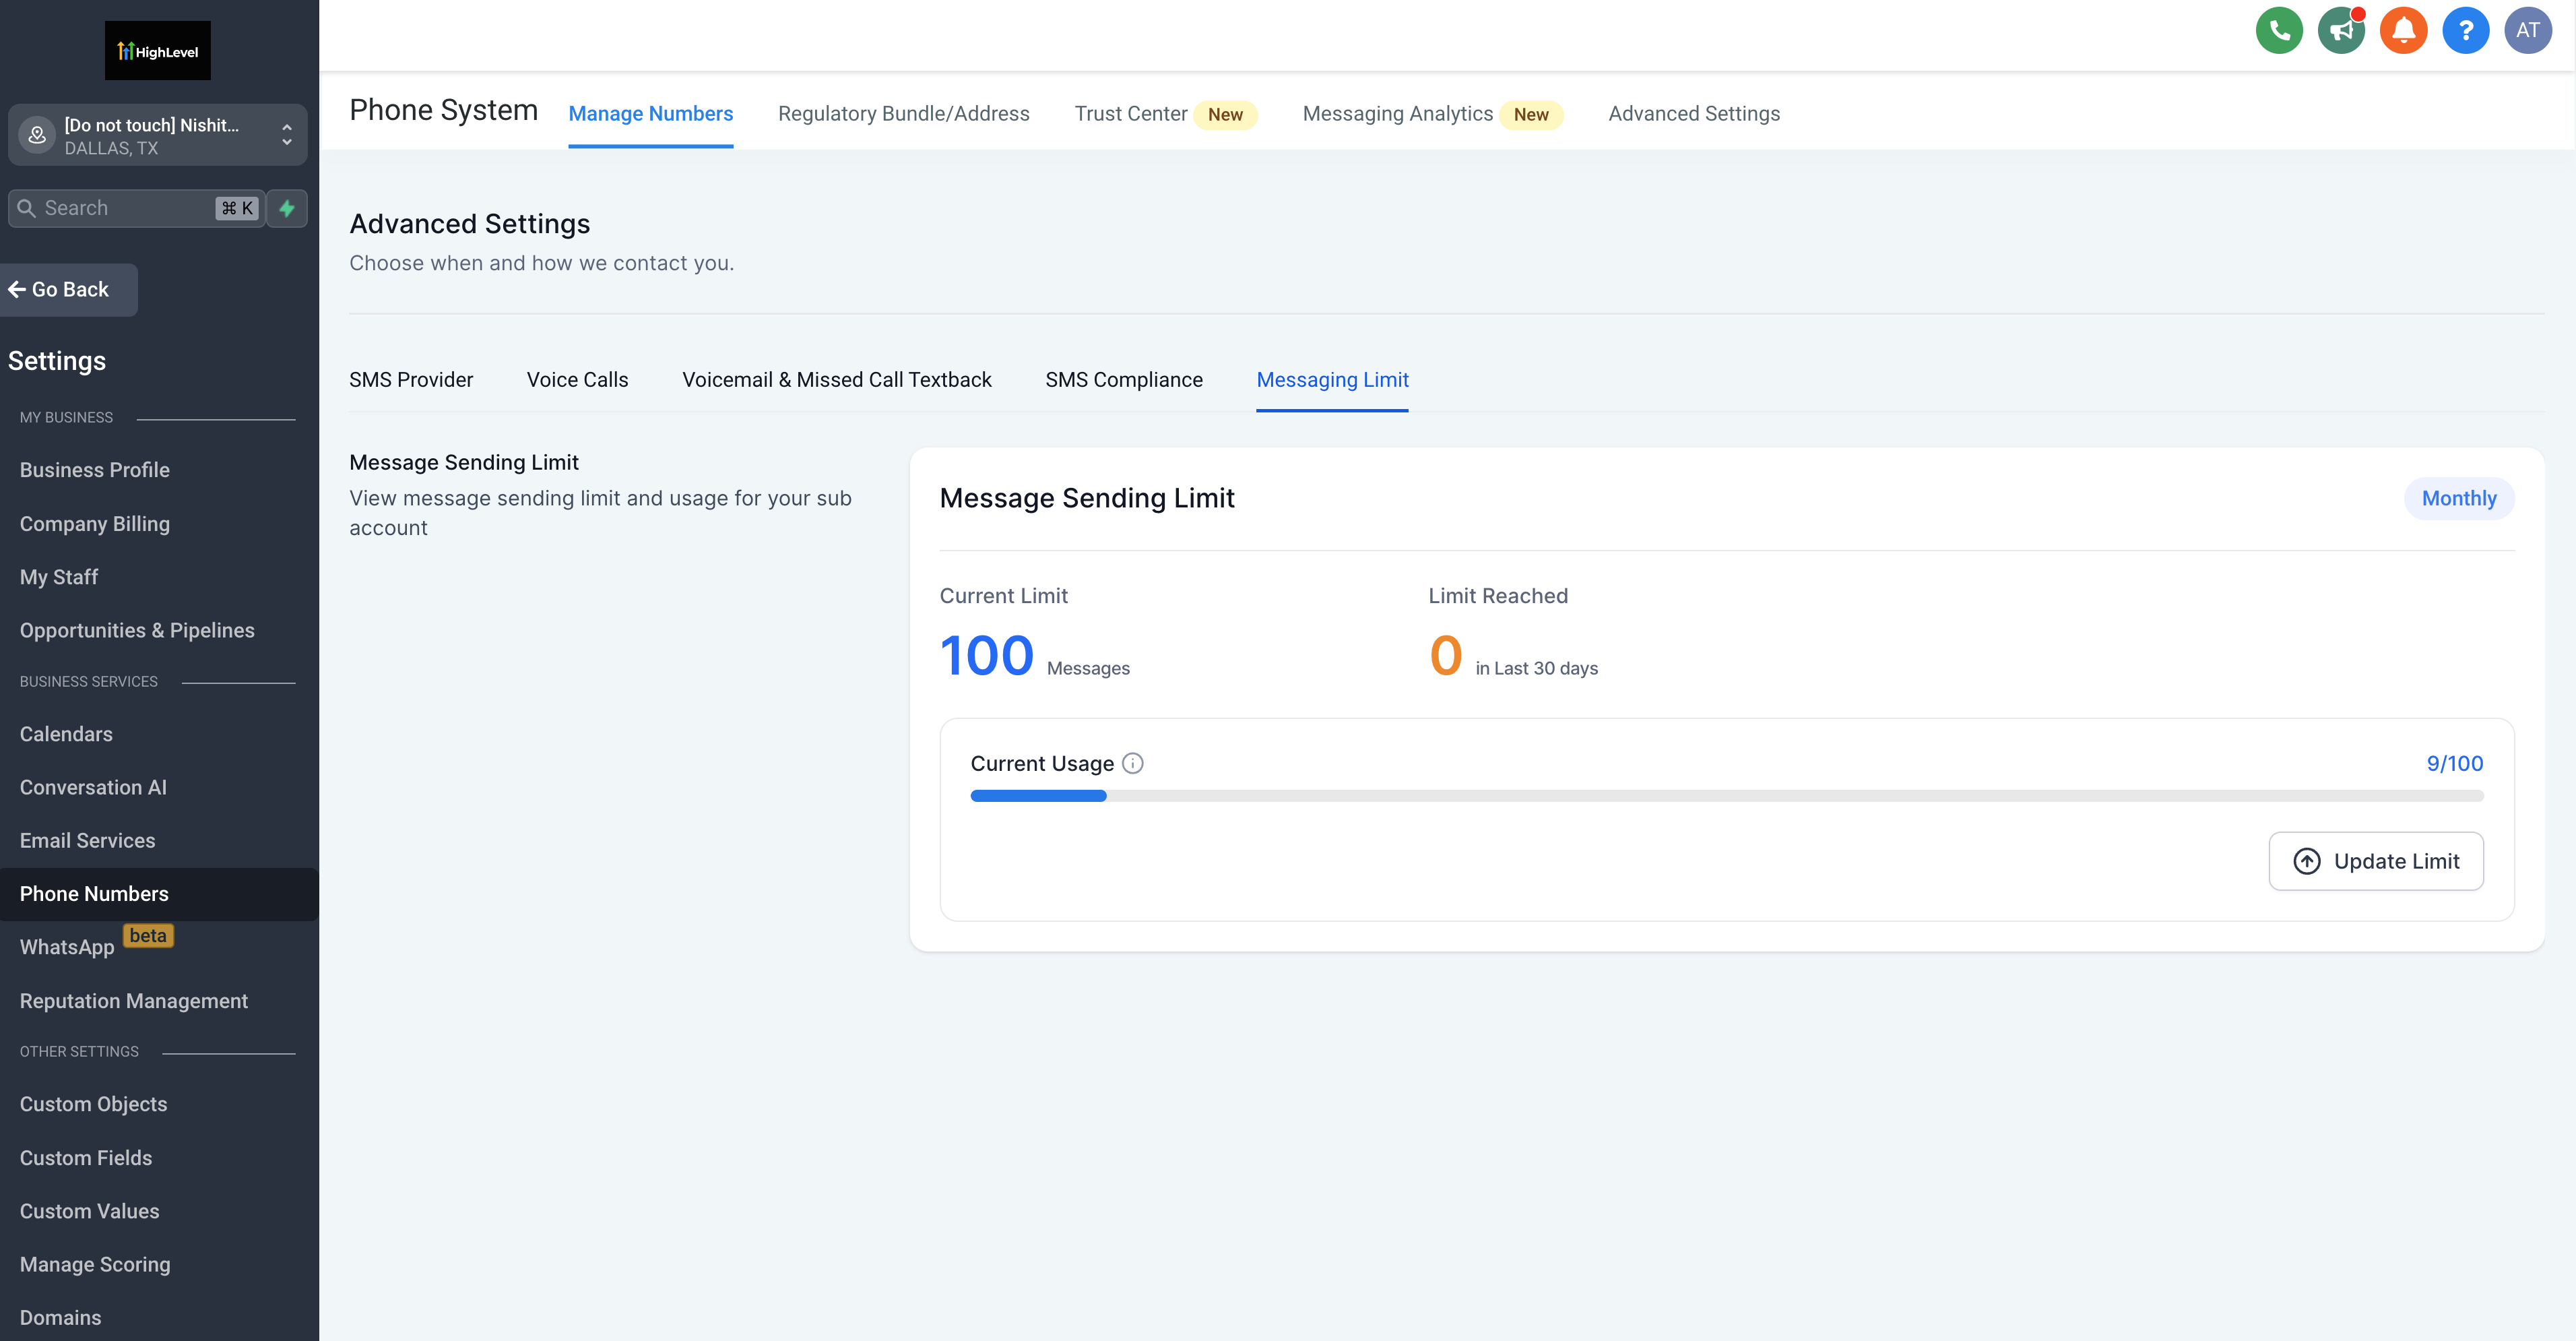 HighLevel
[Do not touch] Nishit...
DALLAS, TX
Search
⌘ K
Go Back
Settings
MY BUSINESS
Business Profile
Company Billing
My Staff
Opportunities & Pipelines
BUSINESS SERVICES
Calendars
Conversation AI
Email Services
Phone Numbers
WhatsApp beta
Reputation Management
OTHER SETTINGS
Custom Objects
Custom Fields
Custom Values
Manage Scoring
Domains
? AT
Phone System Manage Numbers Regulatory Bundle/Address Trust Center New Messaging Analytics New Advanced Settings
Advanced Settings
Choose when and how we contact you.
SMS Provider Voice Calls Voicemail & Missed Call Textback SMS Compliance Messaging Limit
Message Sending Limit
View message sending limit and usage for your sub
account
Message Sending Limit Monthly
Current Limit Limit Reached
100 Messages 0 in Last 30 days
Current Usage 9/100
Update Limit